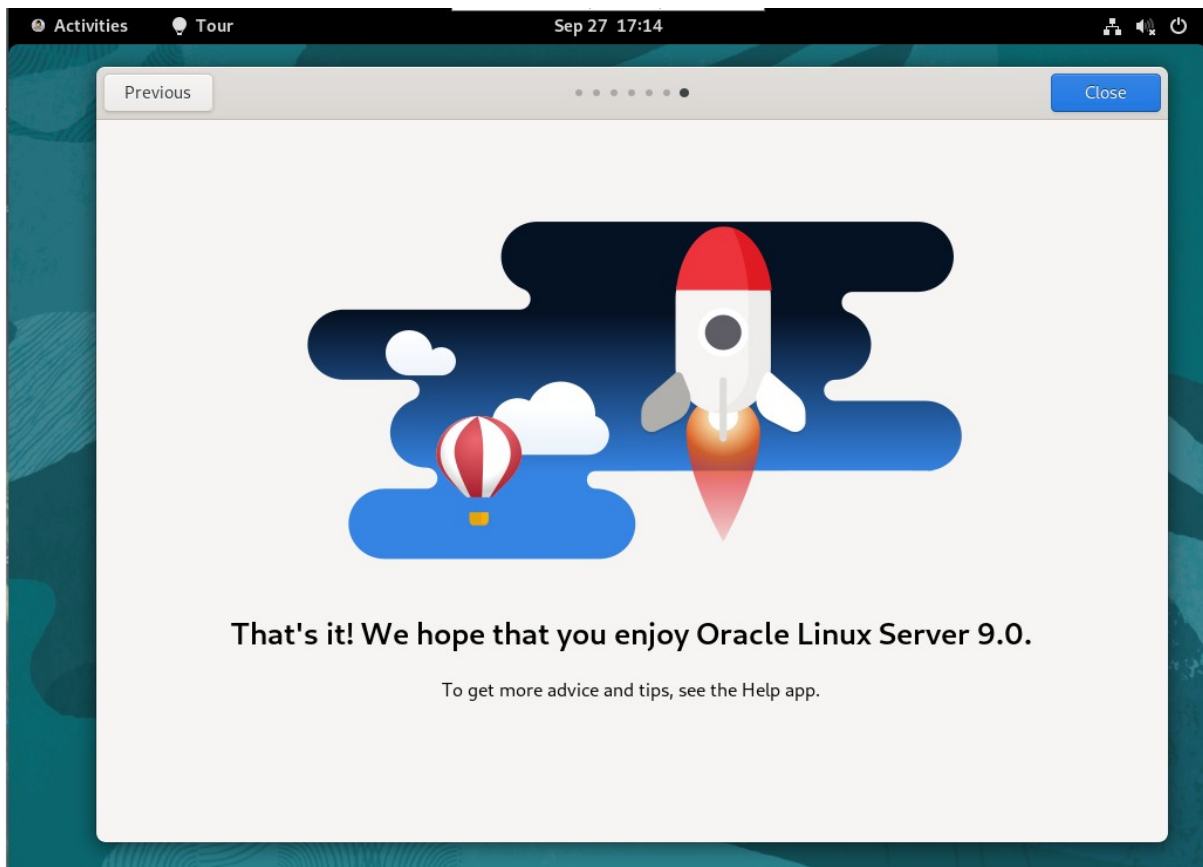 Activities
Tour
Sep 27 17:14
Previous
Close
That's it! We hope that you enjoy Oracle Linux Server 9.0.
To get more advice and tips, see the Help app.